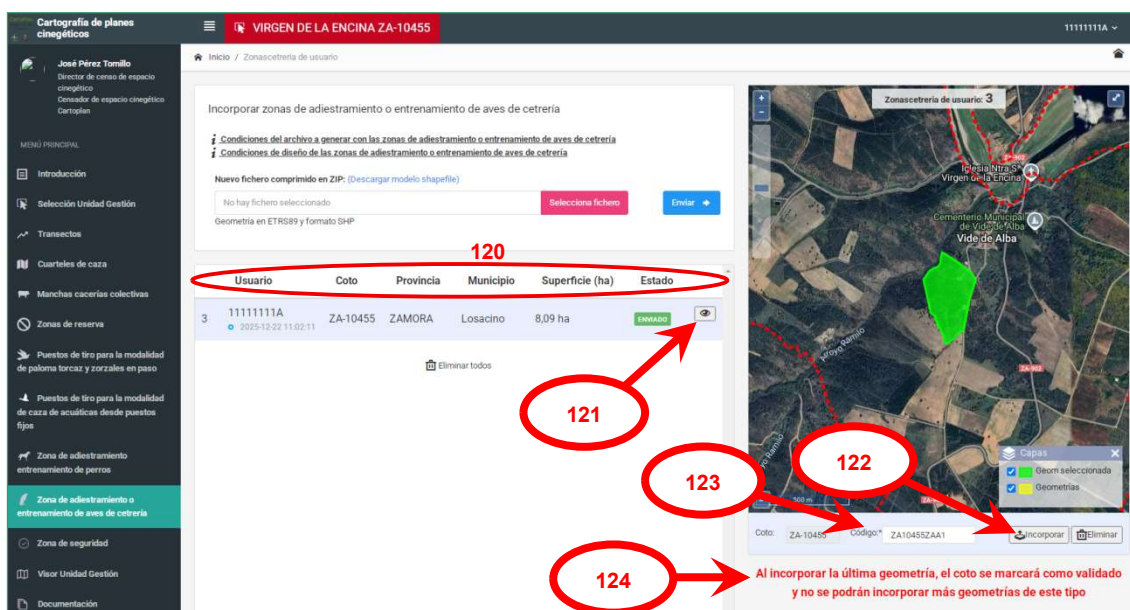 Cartografía de planes
cinegéticos
VIRGEN DE LA ENCINA ZA-10455
11111111A
José Pérez Tomillo
Director de censo de espacio
cinegético
Censador de espacio cinegético
Cartoplan
MENÚ PRINCIPAL
Introducción
Selección Unidad Gestión
Transectos
Cuarteles de caza
Manchas cacerías colectivas
Zonas de reserva
Puestos de tiro para la modalidad
de paloma torcaz y zorzales en paso
Puestos de tiro para la modalidad
de caza de acuáticas desde puestos
fijos
Zona de adiestramiento
entrenamiento de perros
Zona de adiestramiento o
entrenamiento de aves de cetrería
Zona de seguridad
Visor Unidad Gestión
Documentación
Inicio / Zonascetreria de usuario
Incorporar zonas de adiestramiento o entrenamiento de aves de cetrería
Condiciones del archivo a generar con las zonas de adiestramiento o entrenamiento de aves de cetrería
Condiciones de diseño de las zonas de adiestramiento o entrenamiento de aves de cetrería
Nuevo fichero comprimido en ZIP: (Descargar modelo shapefile)
No hay fichero seleccionado
Selecciona fichero
Enviar
Geometría en ETRS89 y formato SHP
120
Usuario Coto Provincia Municipio Superficie (ha) Estado
3 11111111A ZA-10455 ZAMORA Losacino 8,09 ha ENVIADO
2025-12-22 11:02:11
Eliminar todos
121
122
123
124
+
-
Zonascetreria de usuario: 3
ZA-902
Iglesia Ntra Sª
Virgen de la Encina
Cementerio Municipal
de Vide de Alba
Vide de Alba
Arroyo Ramilo
ZA-902
Arroyo Ramilo
500 m
Capas X
Geom seleccionada
Geometrías
Coto: ZA-10455 Código:* ZA10455ZAA1 Incorporar Eliminar
Al incorporar la última geometría, el coto se marcará como validado
y no se podrán incorporar más geometrías de este tipo